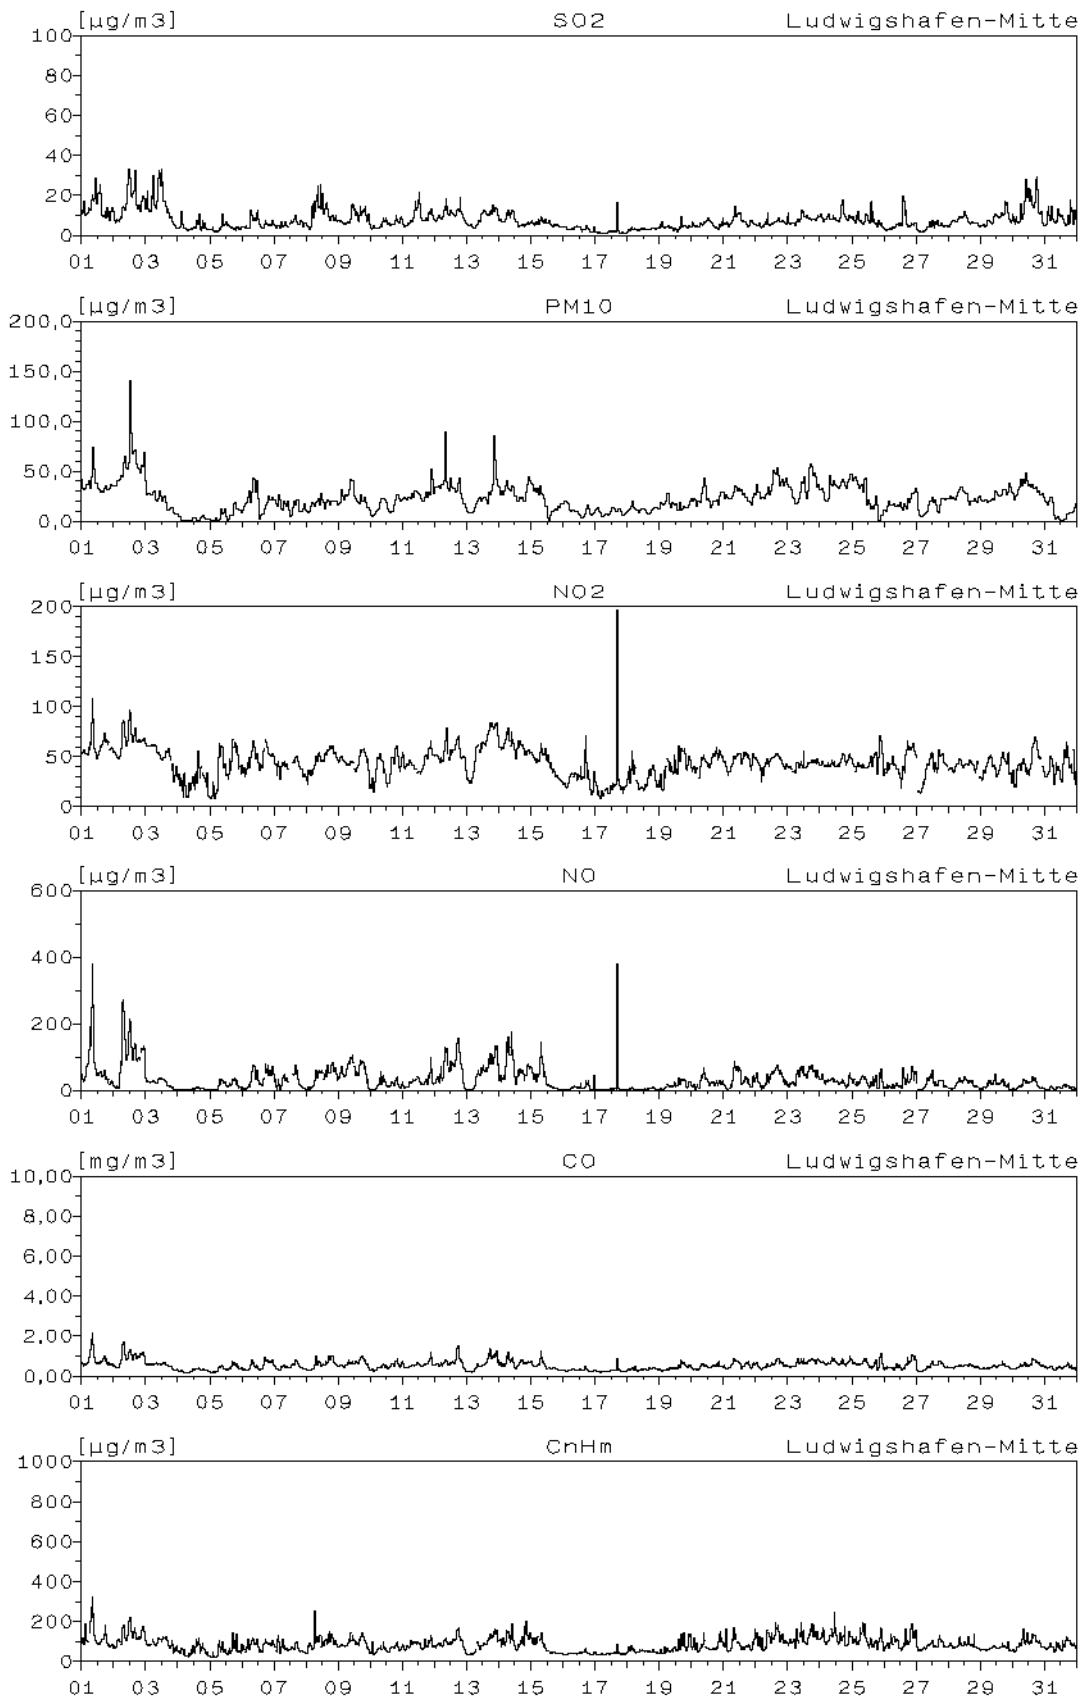 [µg/m3] SO2 Ludwigshafen-Mitte
100
80
60
40
20
0
01 03 05 07 09 11 13 15 17 19 21 23 25 27 29 31
[µg/m3] PM10 Ludwigshafen-Mitte
200,0
150,0
100,0
50,0
0,0
01 03 05 07 09 11 13 15 17 19 21 23 25 27 29 31
[µg/m3] NO2 Ludwigshafen-Mitte
200
150
100
50
0
01 03 05 07 09 11 13 15 17 19 21 23 25 27 29 31
[µg/m3] NO Ludwigshafen-Mitte
600
400
200
0
01 03 05 07 09 11 13 15 17 19 21 23 25 27 29 31
[mg/m3] CO Ludwigshafen-Mitte
10,00
8,00
6,00
4,00
2,00
0,00
01 03 05 07 09 11 13 15 17 19 21 23 25 27 29 31
[µg/m3] CnHm Ludwigshafen-Mitte
1000
800
600
400
200
0
01 03 05 07 09 11 13 15 17 19 21 23 25 27 29 31